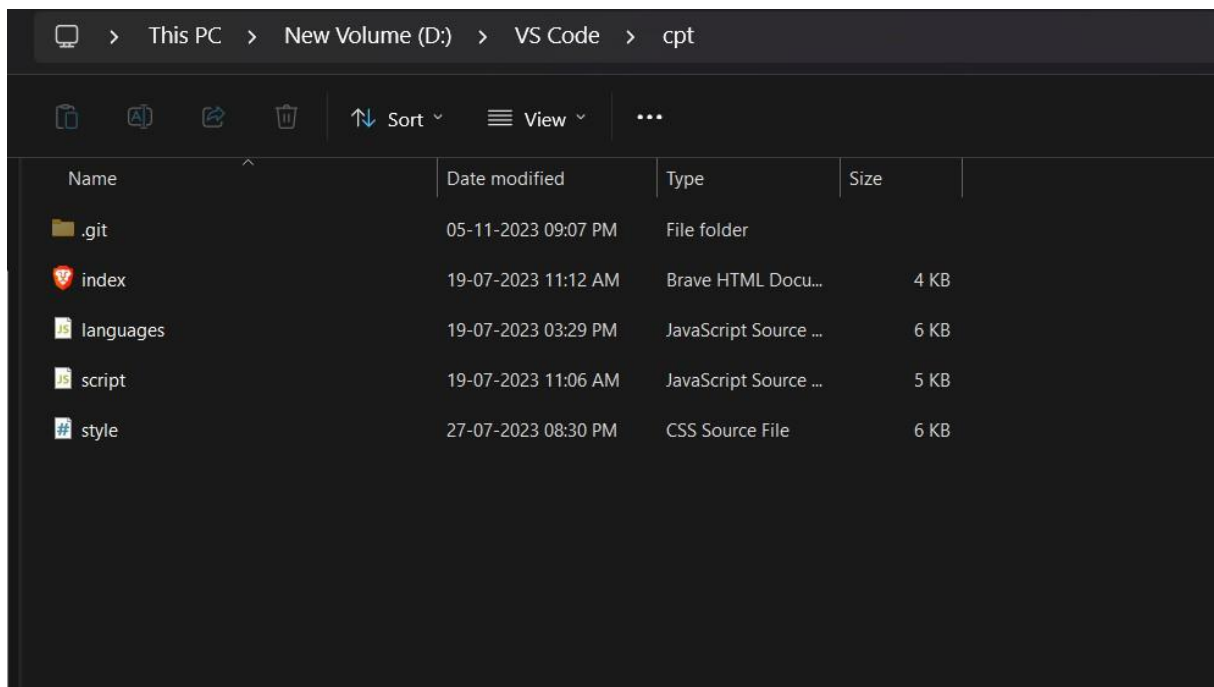 This PC > New Volume (D:) > VS Code > cpt
Sort View
Name Date modified Type Size
.git 05-11-2023 09:07 PM File folder
index 19-07-2023 11:12 AM Brave HTML Docu... 4 KB
languages 19-07-2023 03:29 PM JavaScript Source ... 6 KB
script 19-07-2023 11:06 AM JavaScript Source ... 5 KB
style 27-07-2023 08:30 PM CSS Source File 6 KB